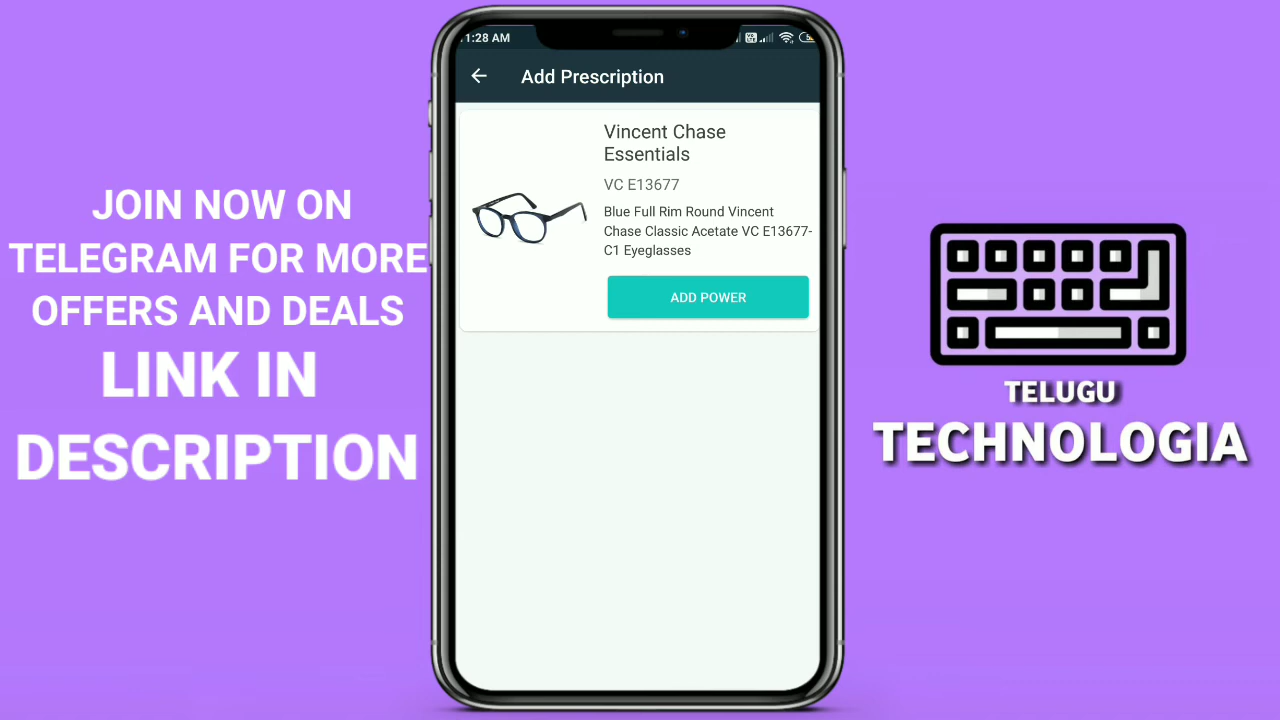 JOIN NOW ON
TELEGRAM FOR MORE
OFFERS AND DEALS
LINK IN
DESCRIPTION
1:28 AM
Add Prescription
Vincent Chase
Essentials
VC E13677
Blue Full Rim Round Vincent
Chase Classic Acetate VC E13677-
C1 Eyeglasses
ADD POWER
TELUGU
TECHNOLOGIA